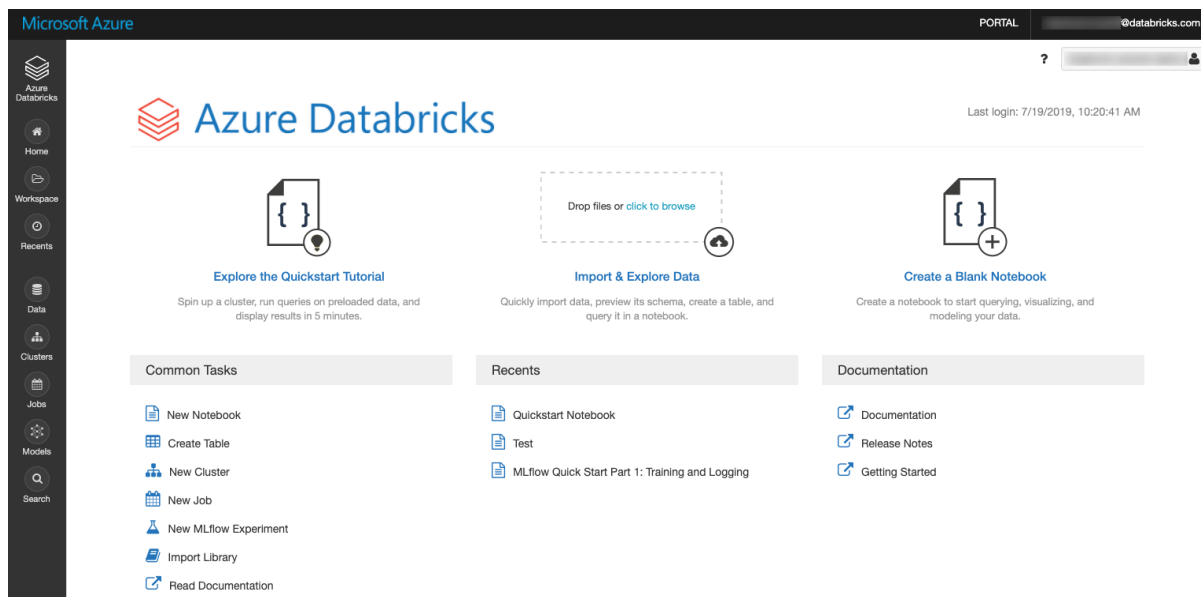 Microsoft Azure
PORTAL
@databricks.com
?
Azure
Databricks
Home
Workspace
Recents
Data
Clusters
Jobs
Models
Search
Azure Databricks
Last login: 7/19/2019, 10:20:41 AM
{ }
Explore the Quickstart Tutorial
Spin up a cluster, run queries on preloaded data, and
display results in 5 minutes.
Drop files or click to browse
Import & Explore Data
Quickly import data, preview its schema, create a table, and
query it in a notebook.
{ }
Create a Blank Notebook
Create a notebook to start querying, visualizing, and
modeling your data.
Common Tasks
New Notebook
Create Table
New Cluster
New Job
New MLflow Experiment
Import Library
Read Documentation
Recents
Quickstart Notebook
Test
MLflow Quick Start Part 1: Training and Logging
Documentation
Documentation
Release Notes
Getting Started